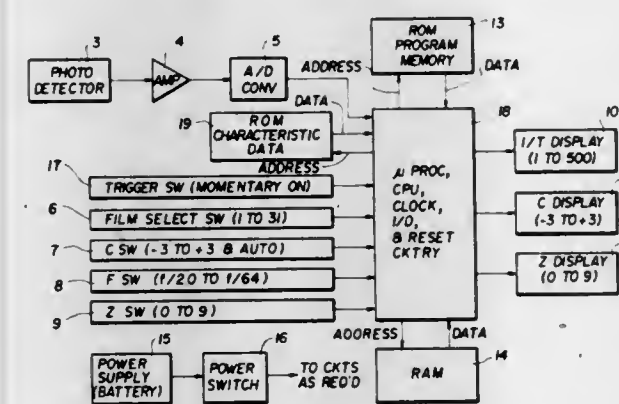 3
PHOTO
DETECTOR
4
AMP
5
A/D
CONV
13
ROM
PROGRAM
MEMORY
ADDRESS
DATA
DATA
19
ROM
CHARACTERISTIC
DATA
ADDRESS
18
μ PROC,
CPU,
CLOCK,
I/O,
& RESET
CKTRY
10
I/T DISPLAY
(1 TO 500)
C DISPLAY
(-3 TO +3)
Z DISPLAY
(0 TO 9)
17
TRIGGER SW (MOMENTARY ON)
6
FILM SELECT SW (1 TO 31)
7
C SW (-3 TO +3 & AUTO)
8
F SW (f/2.0 TO f/64)
9
Z SW (0 TO 9)
ADDRESS
DATA
RAM
14
15
POWER
SUPPLY
(BATTERY)
16
POWER
SWITCH
TO CKTS
AS REQ'D